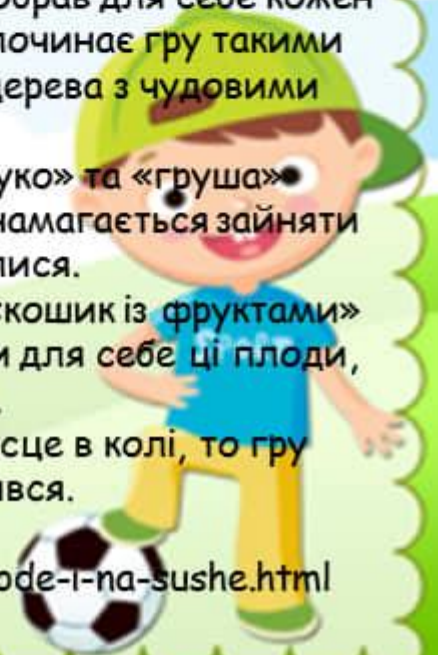 обрав для себе кожен
починає гру такими
дерева з чудовими
уко» та «груша»
намагається зайняти
лися.
«кошик із фруктами»
и для себе ці плоди,
сце в колі, то гру
вся.
ode-i-na-sushe.html